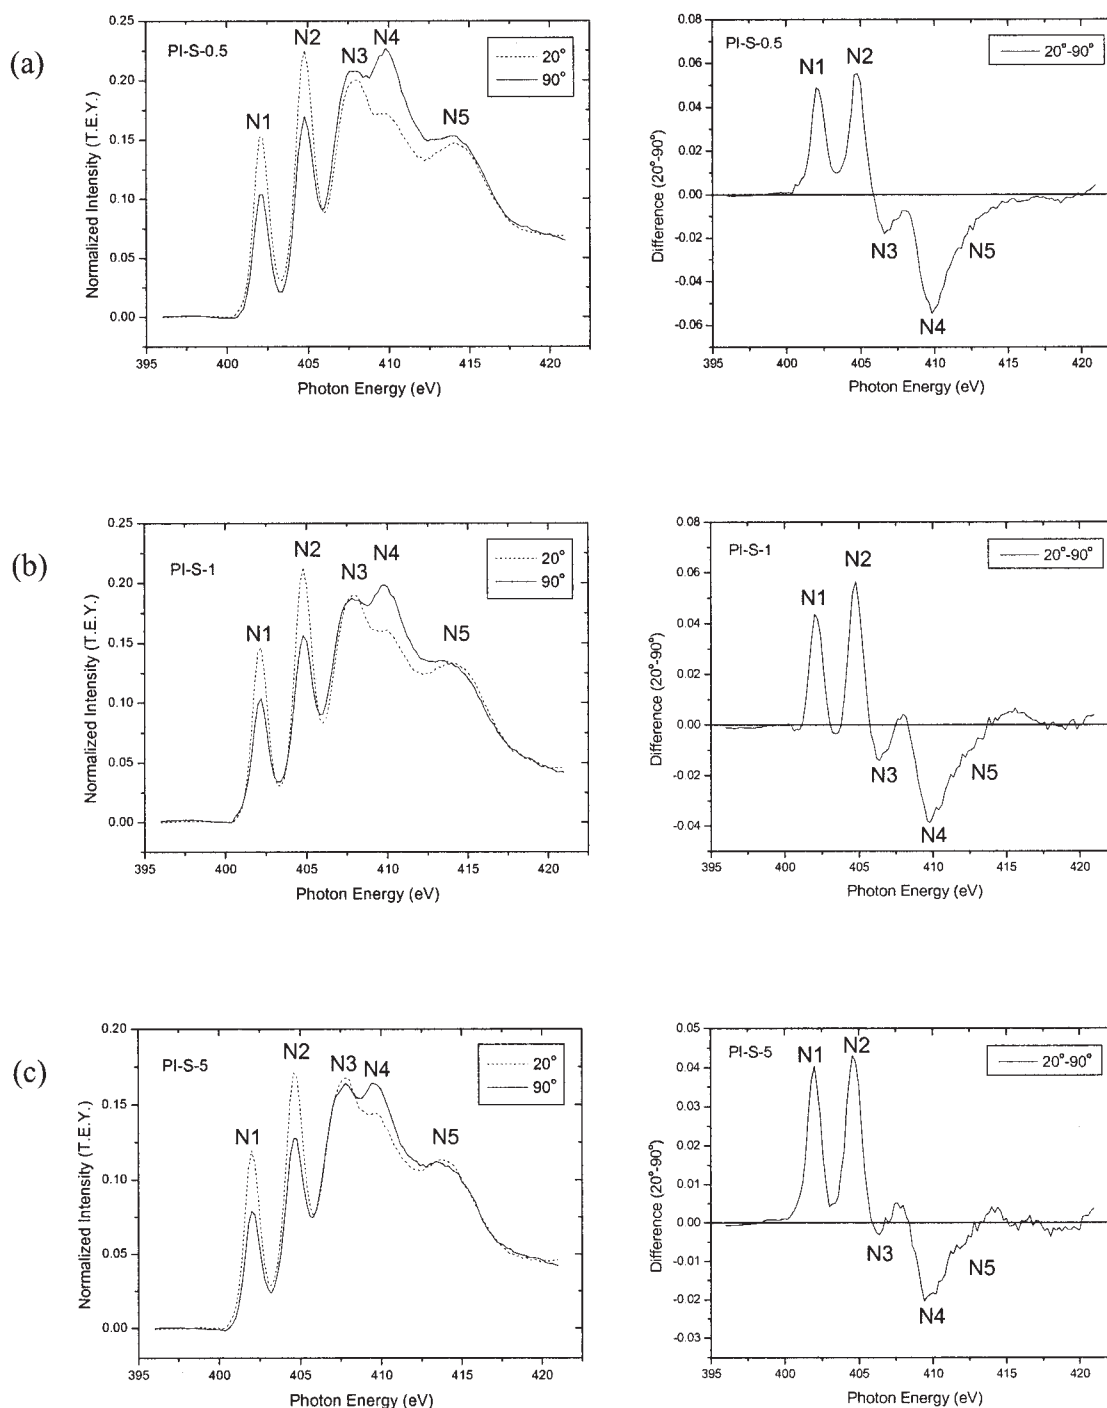 (a)
PI-S-0.5
N1
N2
N3
N4
N5
20°
90°
0.25
0.20
0.15
0.10
0.05
0.00
Normalized Intensity (T.E.Y.)
395 400 405 410 415 420
Photon Energy (eV)
PI-S-0.5
N1
N2
N3
N4
N5
20°-90°
0.08
0.06
0.04
0.02
0.00
-0.02
-0.04
-0.06
Difference (20°-90°)
395 400 405 410 415 420
Photon Energy (eV)
(b)
PI-S-1
N1
N2
N3
N4
N5
20°
90°
0.25
0.20
0.15
0.10
0.05
0.00
Normalized Intensity (T.E.Y.)
395 400 405 410 415 420
Photon Energy (eV)
PI-S-1
N1
N2
N3
N4
N5
20°-90°
0.08
0.06
0.04
0.02
0.00
-0.02
-0.04
Difference (20°-90°)
395 400 405 410 415 420
Photon Energy (eV)
(c)
PI-S-5
N1
N2
N3
N4
N5
20°
90°
0.20
0.15
0.10
0.05
0.00
Normalized Intensity (T.E.Y.)
395 400 405 410 415 420
Photon Energy (eV)
PI-S-5
N1
N2
N3
N4
N5
20°-90°
0.05
0.04
0.03
0.02
0.01
0.00
-0.01
-0.02
-0.03
Difference (20°-90°)
395 400 405 410 415 420
Photon Energy (eV)